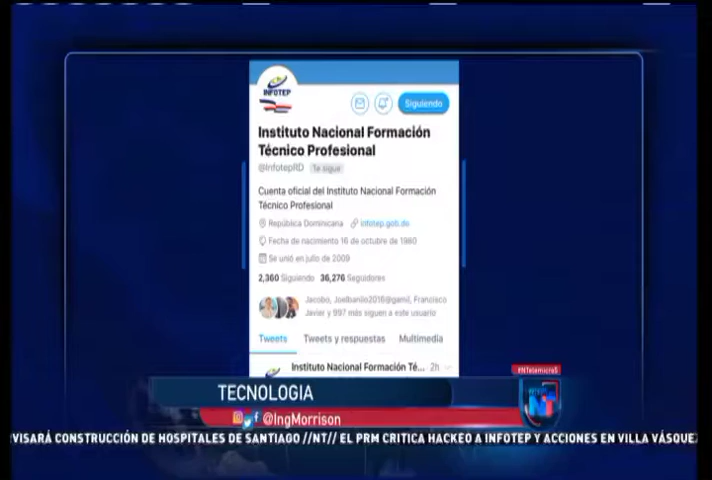 INFOTEP
Siguiendo
Instituto Nacional Formación
Técnico Profesional
@InfotepRD Te sigue
Cuenta oficial del Instituto Nacional Formación
Técnico Profesional
República Dominicana infotep.gob.do
Fecha de nacimiento 16 de octubre de 1980
Se unió en julio de 2009
2,360 Siguiendo 36,276 Seguidores
Jacobo, Joelbanilo2016@gamil, Francisco
Javier y 997 más siguen a este usuario
Tweets Tweets y respuestas Multimedia
Instituto Nacional Formación Té... 2h
#NTelemicro5
TECNOLOGIA
NT
@IngMorrison
VISARÁ CONSTRUCCIÓN DE HOSPITALES DE SANTIAGO //NT// EL PRM CRITICA HACKEO A INFOTEP Y ACCIONES EN VILLA VÁSQUEZ